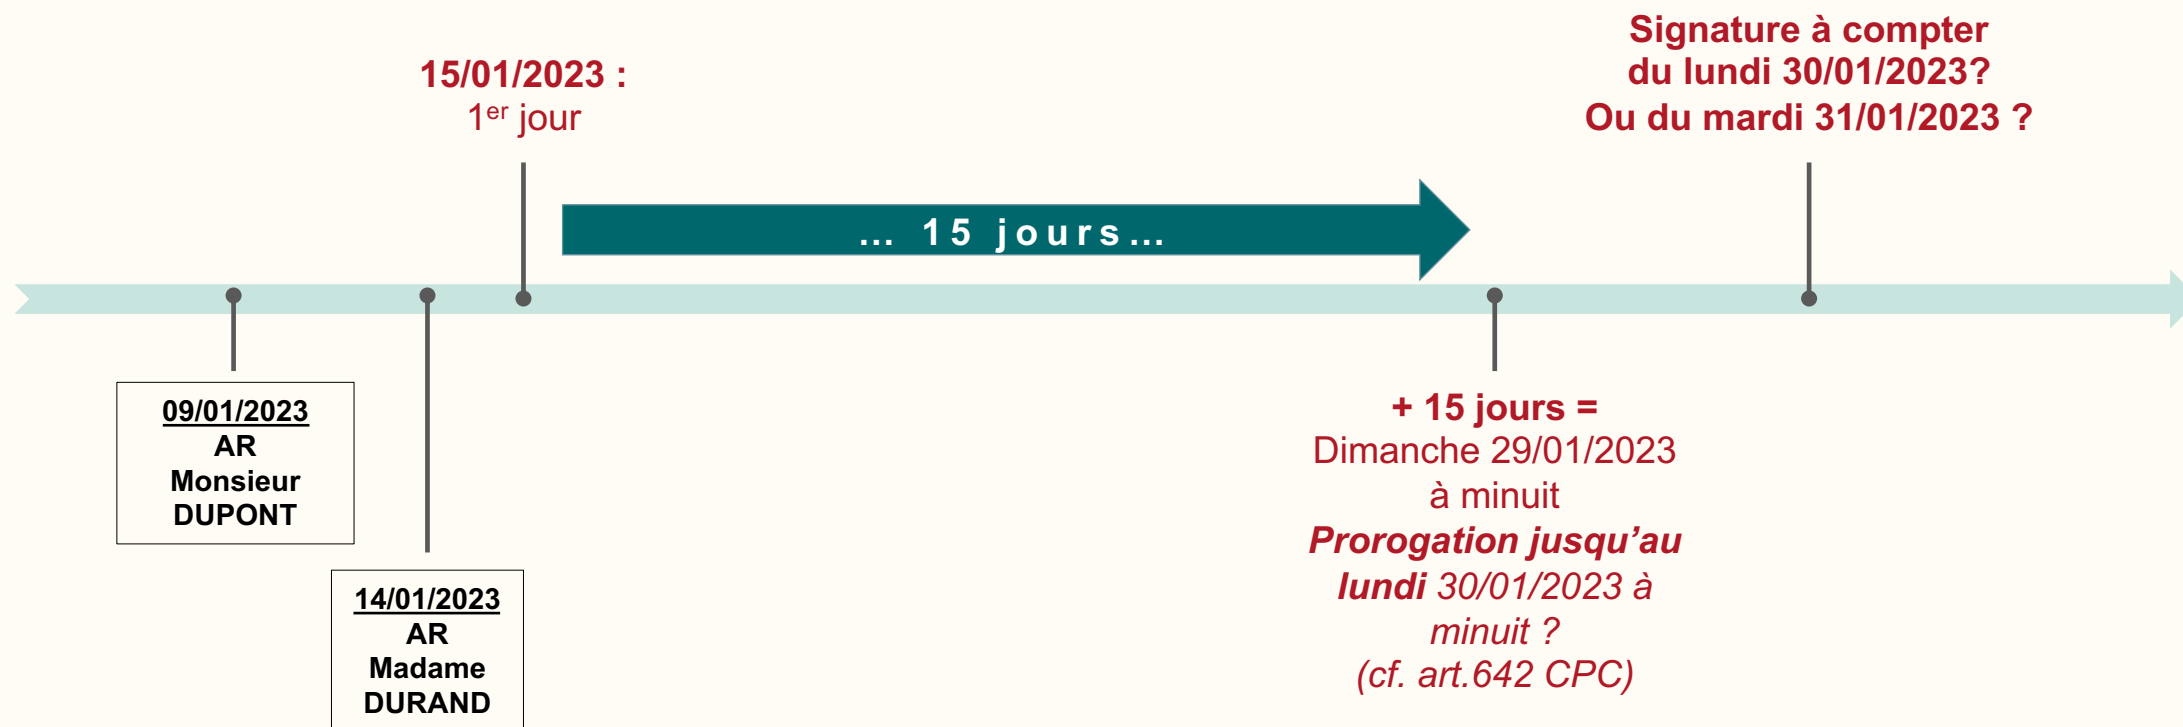 15/01/2023 :
1er jour
Signature à compter
du lundi 30/01/2023?
Ou du mardi 31/01/2023 ?
... 15 jours...
09/01/2023
AR
Monsieur
DUPONT
14/01/2023
AR
Madame
DURAND
+ 15 jours =
Dimanche 29/01/2023
à minuit
Prorogation jusqu’au
lundi 30/01/2023 à
minuit ?
(cf. art.642 CPC)